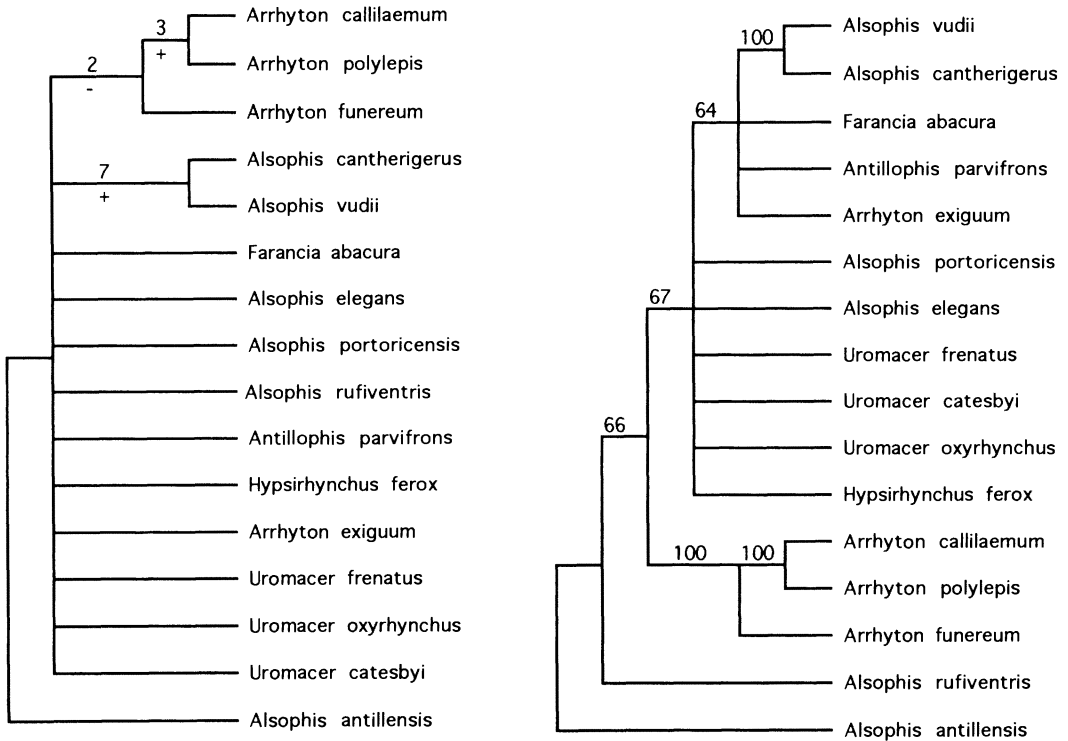 3
Arrhyton callilaemum
+
Arrhyton polylepis
2
-
Arrhyton funereum
Alsophis cantherigerus
7
+
Alsophis vudii
Farancia abacura
Alsophis elegans
Alsophis portoricensis
Alsophis rufiventris
Antillophis parvifrons
Hypsirhynchus ferox
Arrhyton exiguum
Uromacer frenatus
Uromacer oxyrhynchus
Uromacer catesbyi
Alsophis antillensis
100
Alsophis vudii
Alsophis cantherigerus
64
Farancia abacura
Antillophis parvifrons
Arrhyton exiguum
Alsophis portoricensis
67
Alsophis elegans
Uromacer frenatus
Uromacer catesbyi
66
Uromacer oxyrhynchus
Hypsirhynchus ferox
Arrhyton callilaemum
100 100
Arrhyton polylepis
Arrhyton funereum
Alsophis rufiventris
Alsophis antillensis